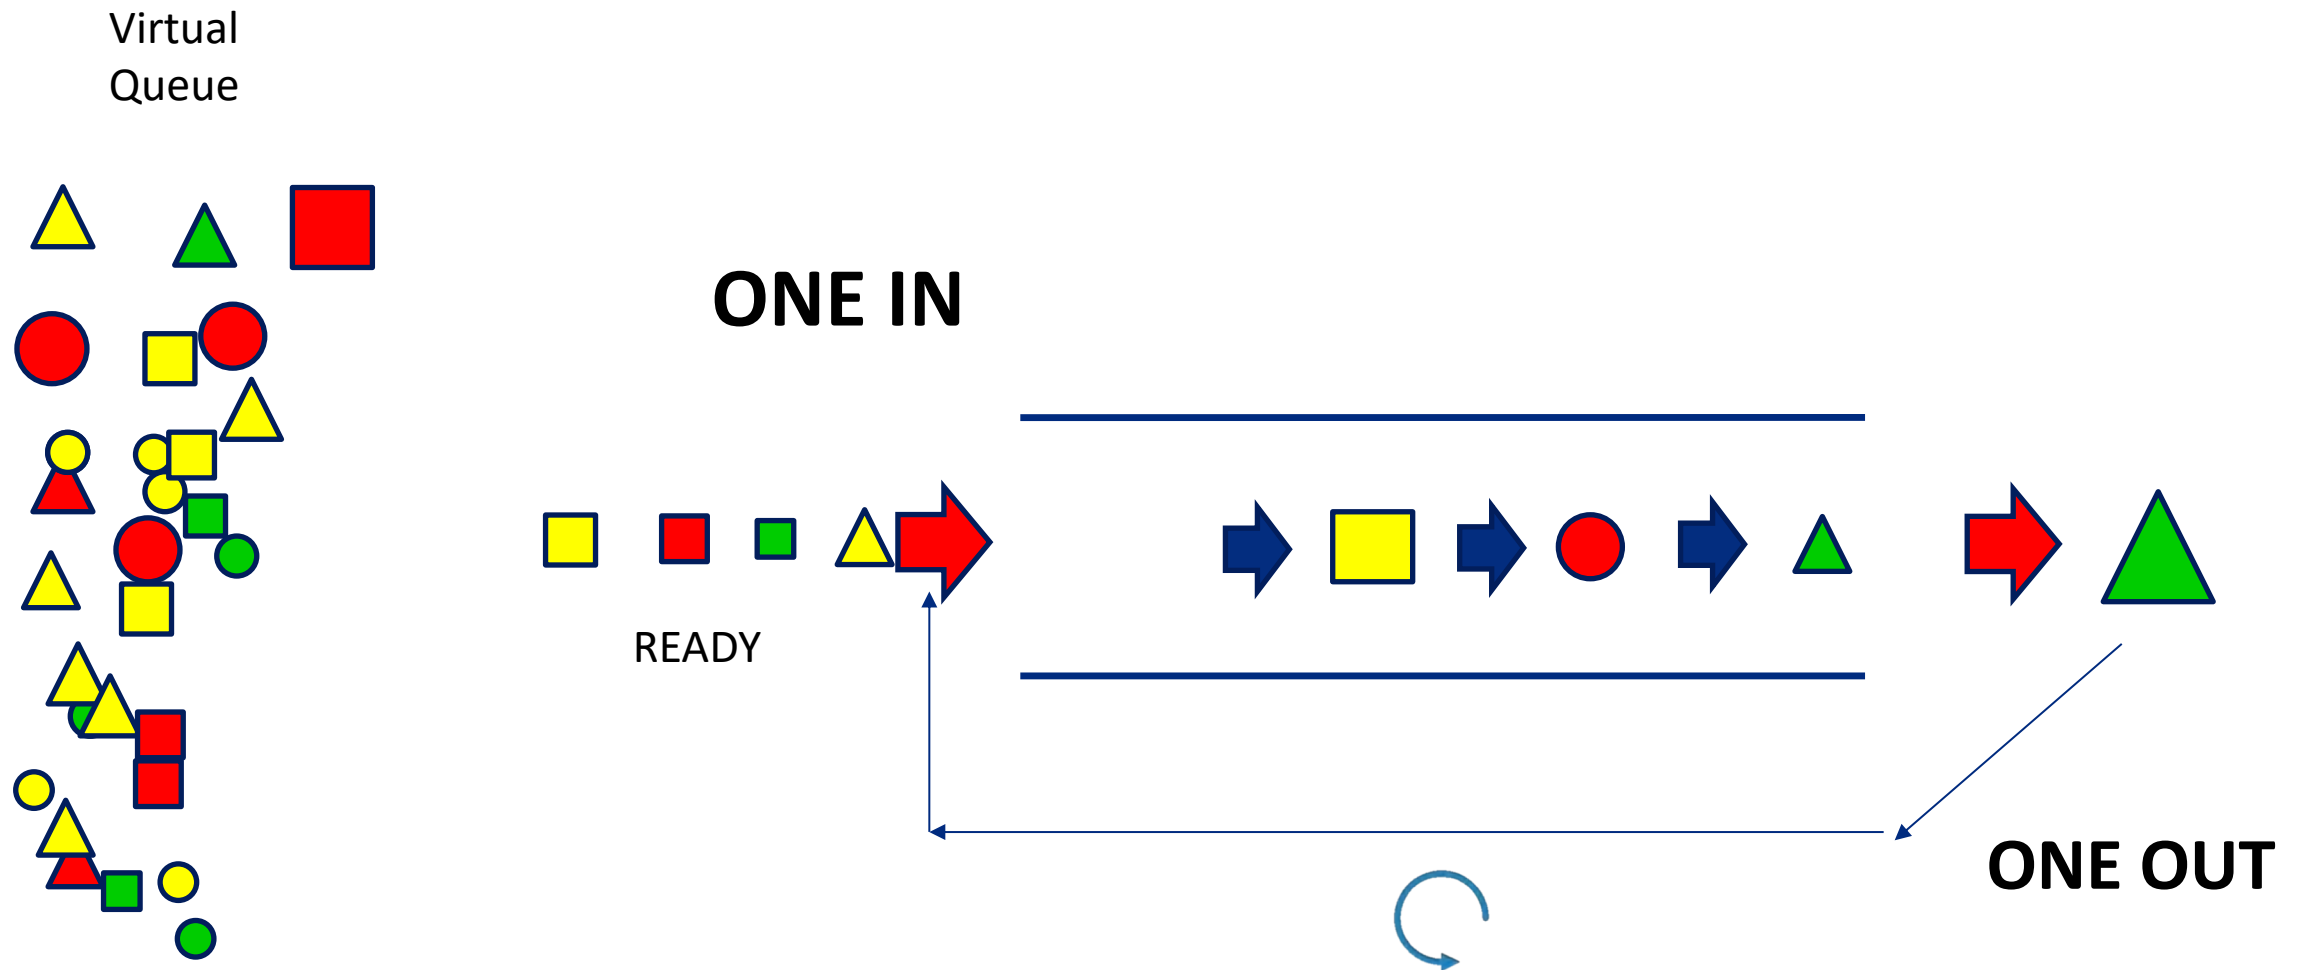 Virtual
Queue
ONE IN
READY
ONE OUT